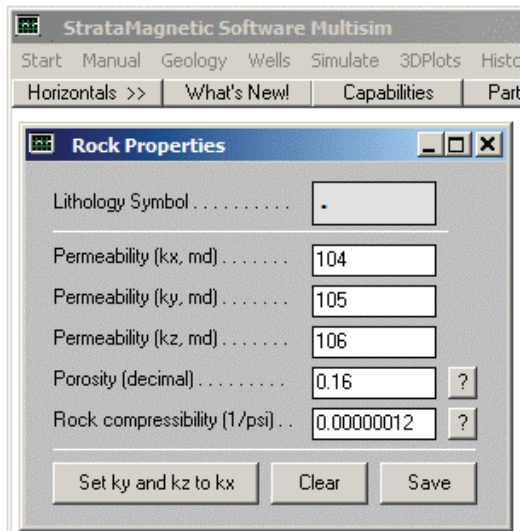 StrataMagnetic Software Multisim
Start Manual Geology Wells Simulate 3DPlots Histo
Horizontals >> What's New! Capabilities Part
Rock Properties
Lithology Symbol . . . . . . . . . . .
Permeability (kx, md) . . . . . . . 104
Permeability (ky, md) . . . . . . . 105
Permeability (kz, md) . . . . . . . 106
Porosity (decimal) . . . . . . . . . 0.16 ?
Rock compressibility (1/psi) . . 0.00000012 ?
Set ky and kz to kx Clear Save